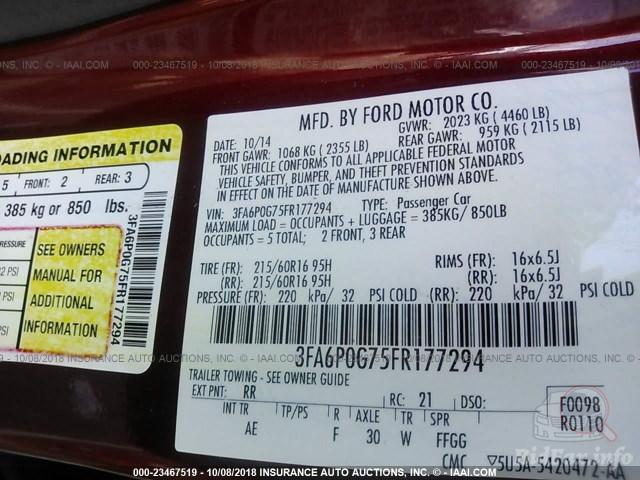 000-23467519 - 10/08/2018 INSURANCE AUTO AUCTIONS, INC. © - IAAI.COM
LOADING INFORMATION
5 FRONT: 2 REAR: 3
385 kg or 850 lbs.
PRESSURE
PSI
PSI
PSI
SEE OWNERS
MANUAL FOR
ADDITIONAL
INFORMATION
3FA6P0G75FR177294
MFD. BY FORD MOTOR CO.
DATE: 10/14 GVWR: 2023 KG ( 4460 LB)
FRONT GAWR: 1068 KG ( 2355 LB) REAR GAWR: 959 KG ( 2115 LB)
THIS VEHICLE CONFORMS TO ALL APPLICABLE FEDERAL MOTOR
VEHICLE SAFETY, BUMPER, AND THEFT PREVENTION STANDARDS
IN EFFECT ON THE DATE OF MANUFACTURE SHOWN ABOVE.
VIN: 3FA6P0G75FR177294 TYPE: Passenger Car
MAXIMUM LOAD = OCCUPANTS + LUGGAGE = 385KG/ 850LB
OCCUPANTS = 5 TOTAL; 2 FRONT, 3 REAR
TIRE (FR): 215/60R16 95H RIMS (FR): 16x6.5J
(RR): 215/60R16 95H (RR): 16x6.5J
PRESSURE (FR): 220 kPa/ 32 PSI COLD (RR): 220 kPa/ 32 PSI COLD
3FA6P0G75FR177294
TRAILER TOWING - SEE OWNER GUIDE
EXT PNT: RR RC: 21 DSO: F0098
R0110
INT TR TP/PS R AXLE TR SPR
AE F 30 W FFGG
CMC ▽5U5A-5420472-AA
BidFar.info
000-23467519 - 10/08/2018 INSURANCE AUTO AUCTIONS, INC. © - IAAI.COM